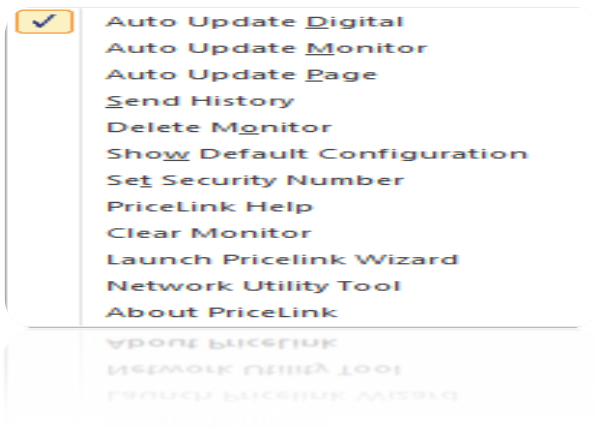 Auto Update Digital
Auto Update Monitor
Auto Update Page
Send History
Delete Monitor
Show Default Configuration
Set Security Number
PriceLink Help
Clear Monitor
Launch Pricelink Wizard
Network Utility Tool
About PriceLink